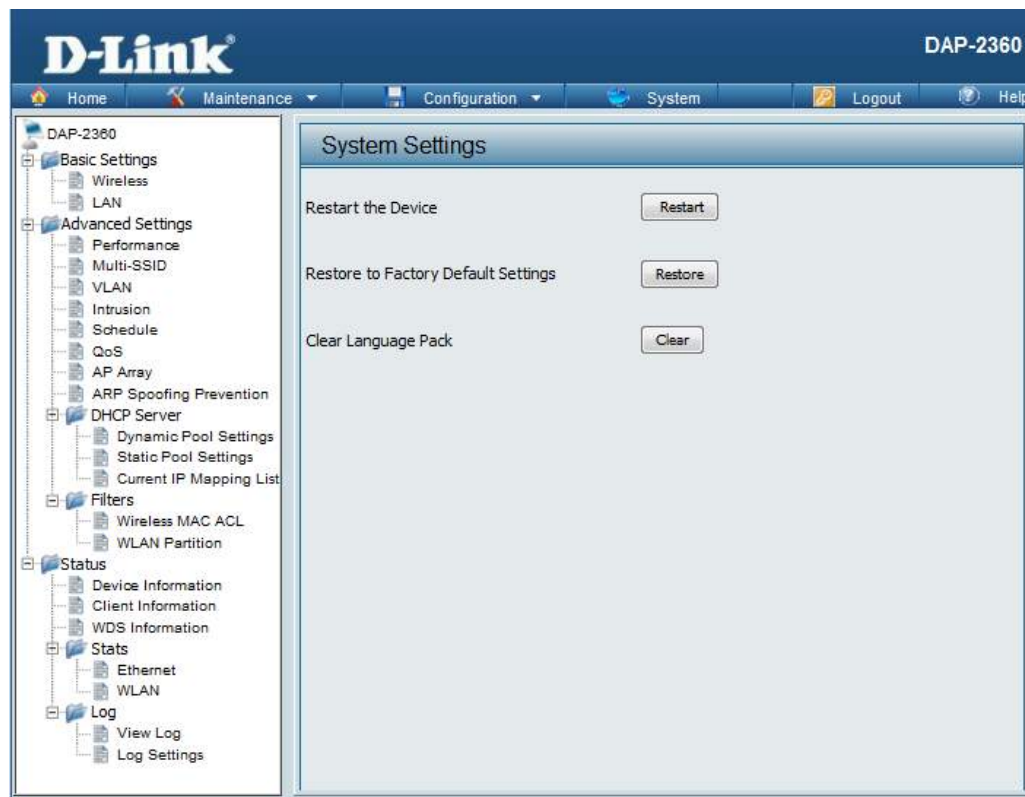 D-Link®
DAP-2360
Home
Maintenance
Configuration
System
Logout
Help
DAP-2360
Basic Settings
Wireless
LAN
Advanced Settings
Performance
Multi-SSID
VLAN
Intrusion
Schedule
QoS
AP Array
ARP Spoofing Prevention
DHCP Server
Dynamic Pool Settings
Static Pool Settings
Current IP Mapping List
Filters
Wireless MAC ACL
WLAN Partition
Status
Device Information
Client Information
WDS Information
Stats
Ethernet
WLAN
Log
View Log
Log Settings
System Settings
Restart the Device
Restart
Restore to Factory Default Settings
Restore
Clear Language Pack
Clear